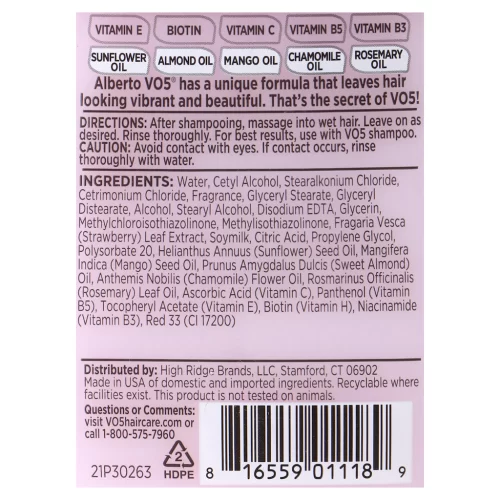 VITAMIN E BIOTIN VITAMIN C VITAMIN B5 VITAMIN B3
SUNFLOWER OIL ALMOND OIL MANGO OIL CHAMOMILE OIL ROSEMARY OIL
Alberto VO5® has a unique formula that leaves hair
looking vibrant and beautiful. That's the secret of VO5!
DIRECTIONS: After shampooing, massage into wet hair. Leave on as
desired. Rinse thoroughly. For best results, use with VO5 shampoo.
CAUTION: Avoid contact with eyes. If contact occurs, rinse
thoroughly with water.
INGREDIENTS: Water, Cetyl Alcohol, Stearalkonium Chloride,
Cetrimonium Chloride, Fragrance, Glyceryl Stearate, Glyceryl
Distearate, Alcohol, Stearyl Alcohol, Disodium EDTA, Glycerin,
Methylchloroisothiazolinone, Methylisothiazolinone, Fragaria Vesca
(Strawberry) Leaf Extract, Soymilk, Citric Acid, Propylene Glycol,
Polysorbate 20, Helianthus Annuus (Sunflower) Seed Oil, Mangifera
Indica (Mango) Seed Oil, Prunus Amygdalus Dulcis (Sweet Almond)
Oil, Anthemis Nobilis (Chamomile) Flower Oil, Rosmarinus Officinalis
(Rosemary) Leaf Oil, Ascorbic Acid (Vitamin C), Panthenol (Vitamin
B5), Tocopheryl Acetate (Vitamin E), Biotin (Vitamin H), Niacinamide
(Vitamin B3), Red 33 (CI 17200)
Distributed by: High Ridge Brands, LLC, Stamford, CT 06902
Made in USA of domestic and imported ingredients. Recyclable where
facilities exist. This product is not tested on animals.
Questions or Comments:
visit VO5haircare.com or
call 1-800-575-7960
21P30263
2
HDPE
8 16559 01118 9